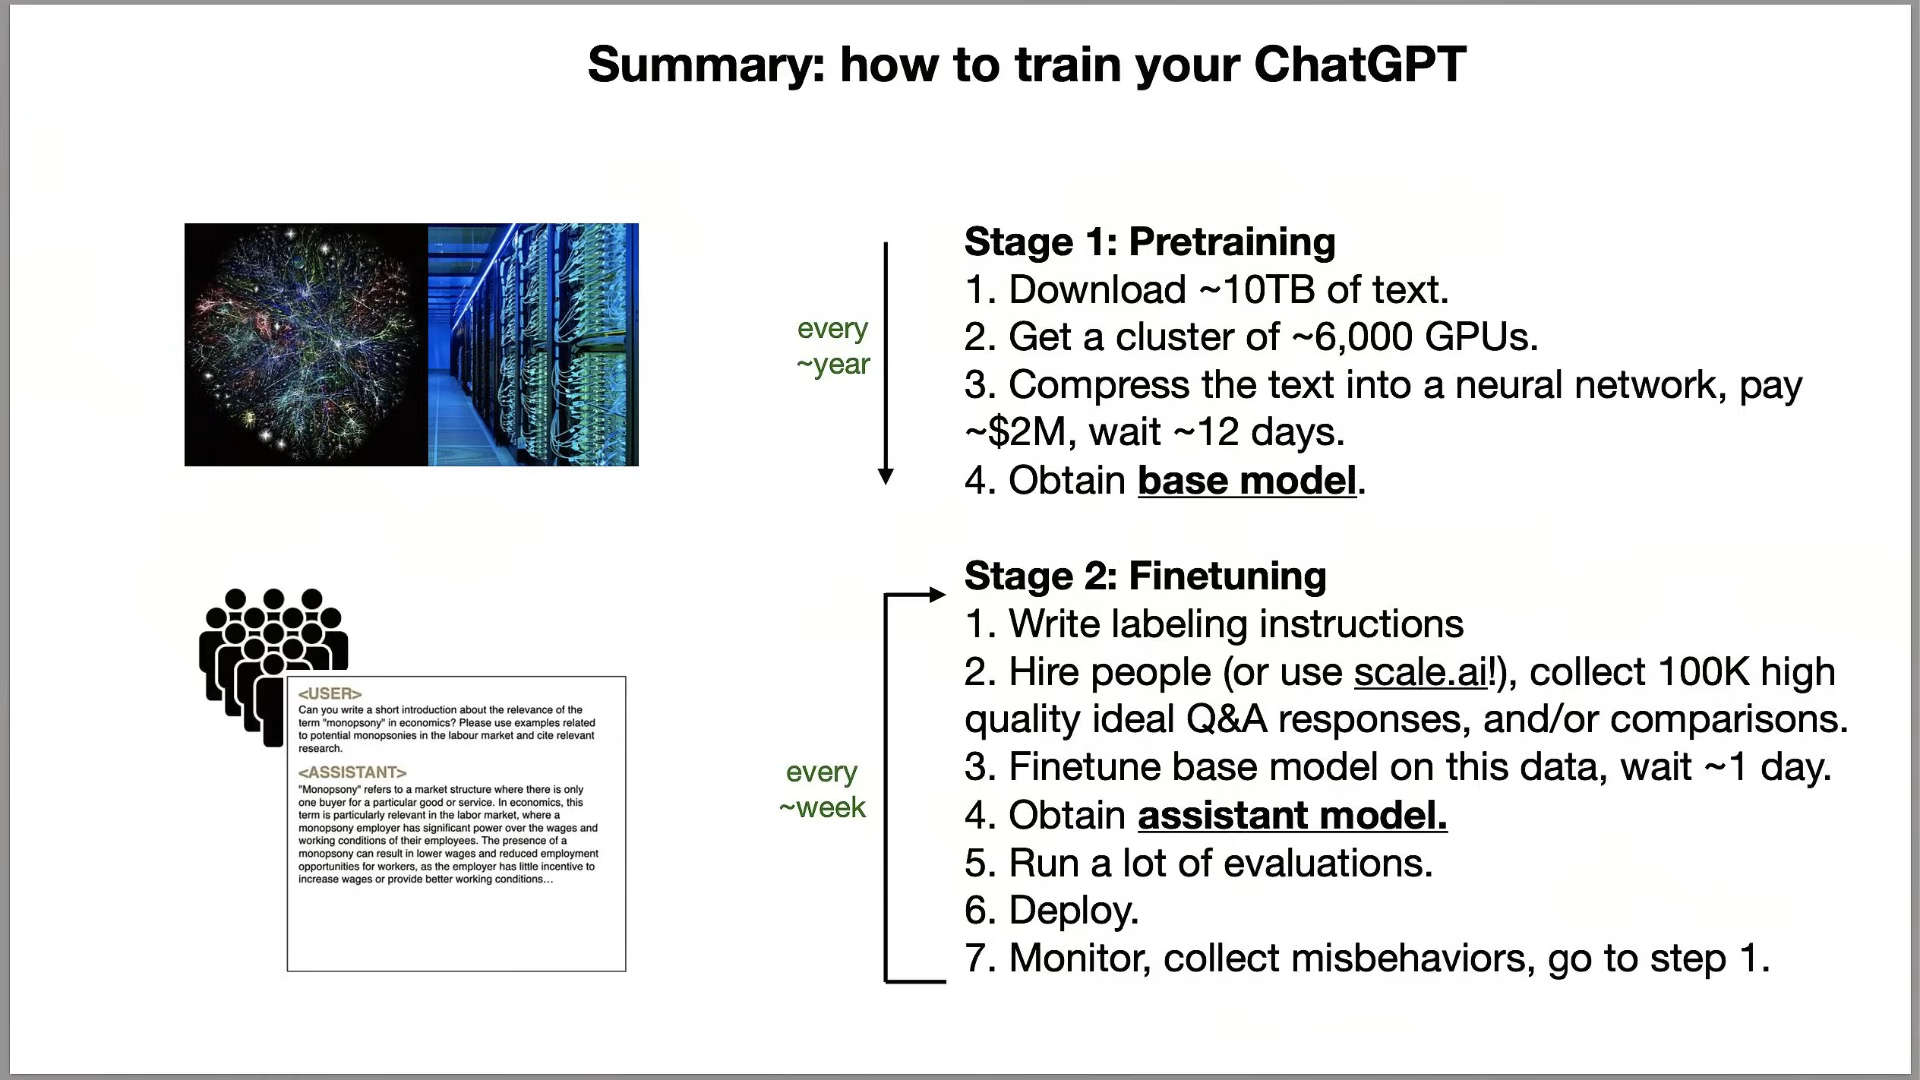 Summary: how to train your ChatGPT
every
~year
Stage 1: Pretraining
1. Download ~10TB of text.
2. Get a cluster of ~6,000 GPUs.
3. Compress the text into a neural network, pay
~$2M, wait ~12 days.
4. Obtain base model.
<USER>
Can you write a short introduction about the relevance of the
term "monopsony" in economics? Please use examples related
to potential monopsonies in the labour market and cite relevant
research.
<ASSISTANT>
"Monopsony" refers to a market structure where there is only
one buyer for a particular good or service. In economics, this
term is particularly relevant in the labor market, where a
monopsony employer has significant power over the wages and
working conditions of their employees. The presence of a
monopsony can result in lower wages and reduced employment
opportunities for workers, as the employer has little incentive to
increase wages or provide better working conditions...
every
~week
Stage 2: Finetuning
1. Write labeling instructions
2. Hire people (or use scale.ai!), collect 100K high
quality ideal Q&A responses, and/or comparisons.
3. Finetune base model on this data, wait ~1 day.
4. Obtain assistant model.
5. Run a lot of evaluations.
6. Deploy.
7. Monitor, collect misbehaviors, go to step 1.